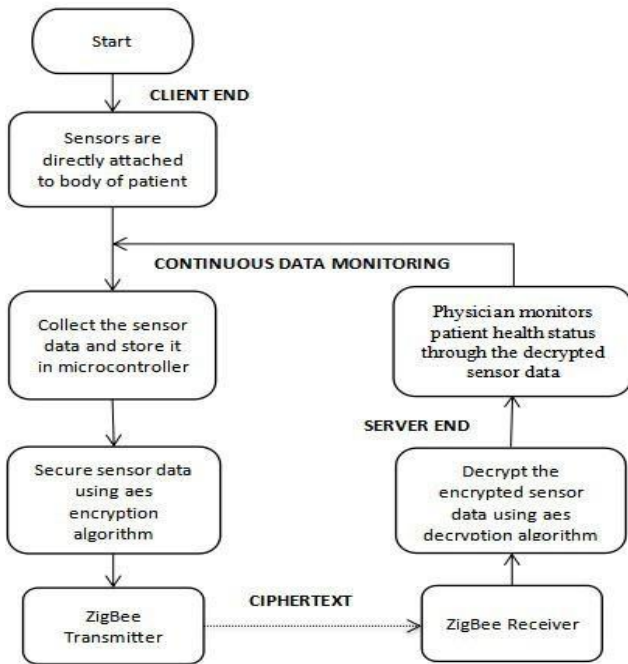 Start
CLIENT END
Sensors are
directly attached
to body of patient
CONTINUOUS DATA MONITORING
Collect the sensor
data and store it
in microcontroller
Physician monitors
patient health status
through the decrypted
sensor data
SERVER END
Secure sensor data
using aes
encryption
algorithm
Decrypt the
encrypted sensor
data using aes
decryption algorithm
CIPHERTEXT
ZigBee
Transmitter
ZigBee Receiver